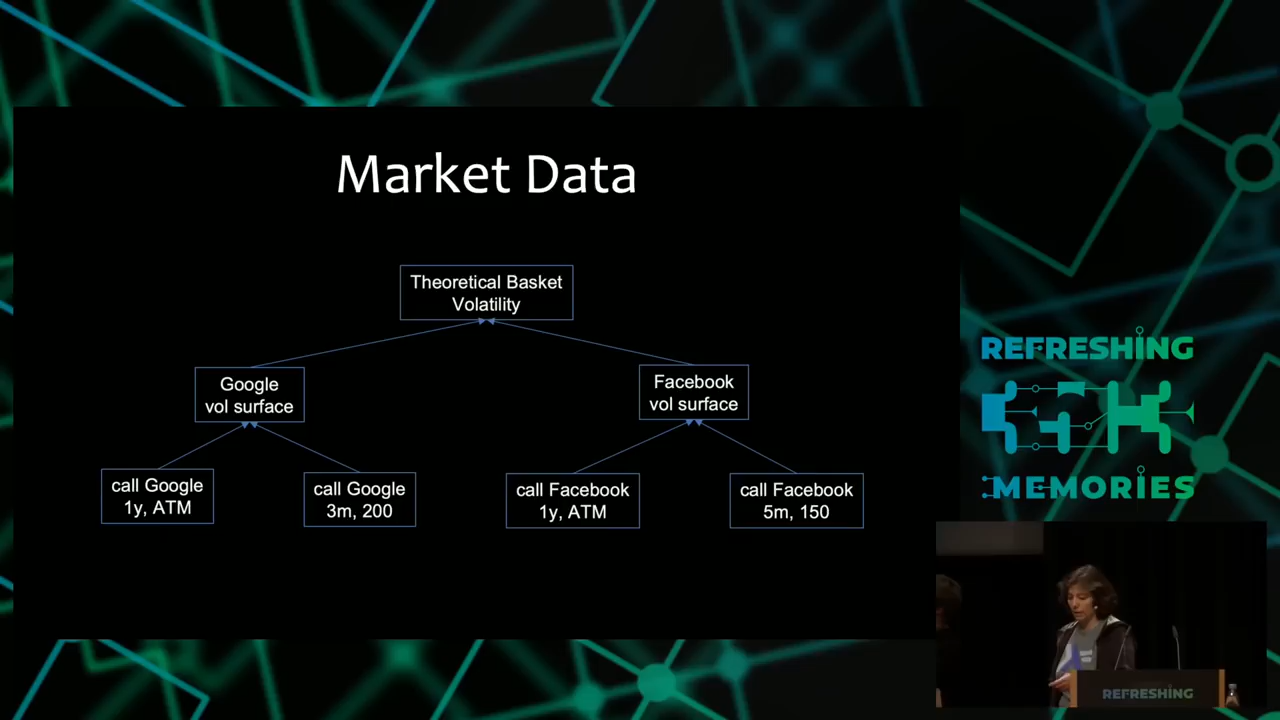 Market Data
Theoretical Basket
Volatility
Google
vol surface
Facebook
vol surface
call Google
1y, ATM
call Google
3m, 200
call Facebook
1y, ATM
call Facebook
5m, 150
REFRESHING
MEMORIES
REFRESHING